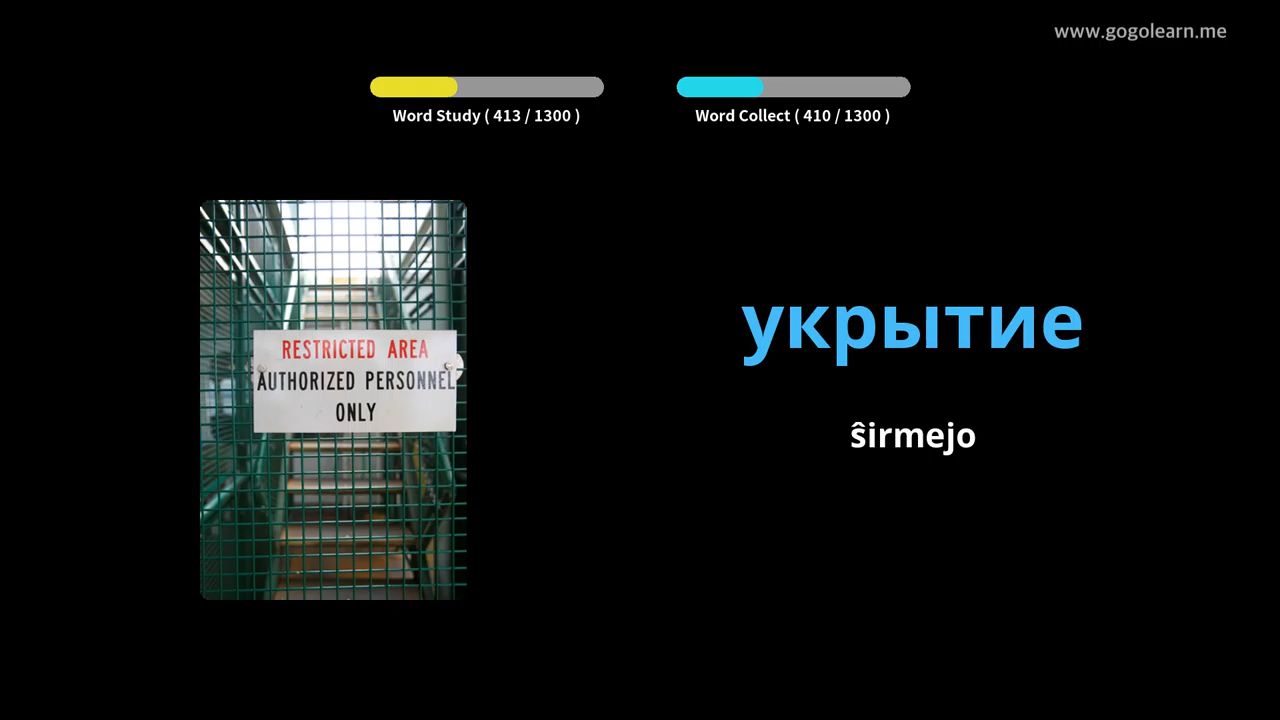 www.gogolearn.me
Word Study ( 413 / 1300 )
Word Collect ( 410 / 1300 )
RESTRICTED AREA
AUTHORIZED PERSONNEL
ONLY
укрытие
ŝirmejo